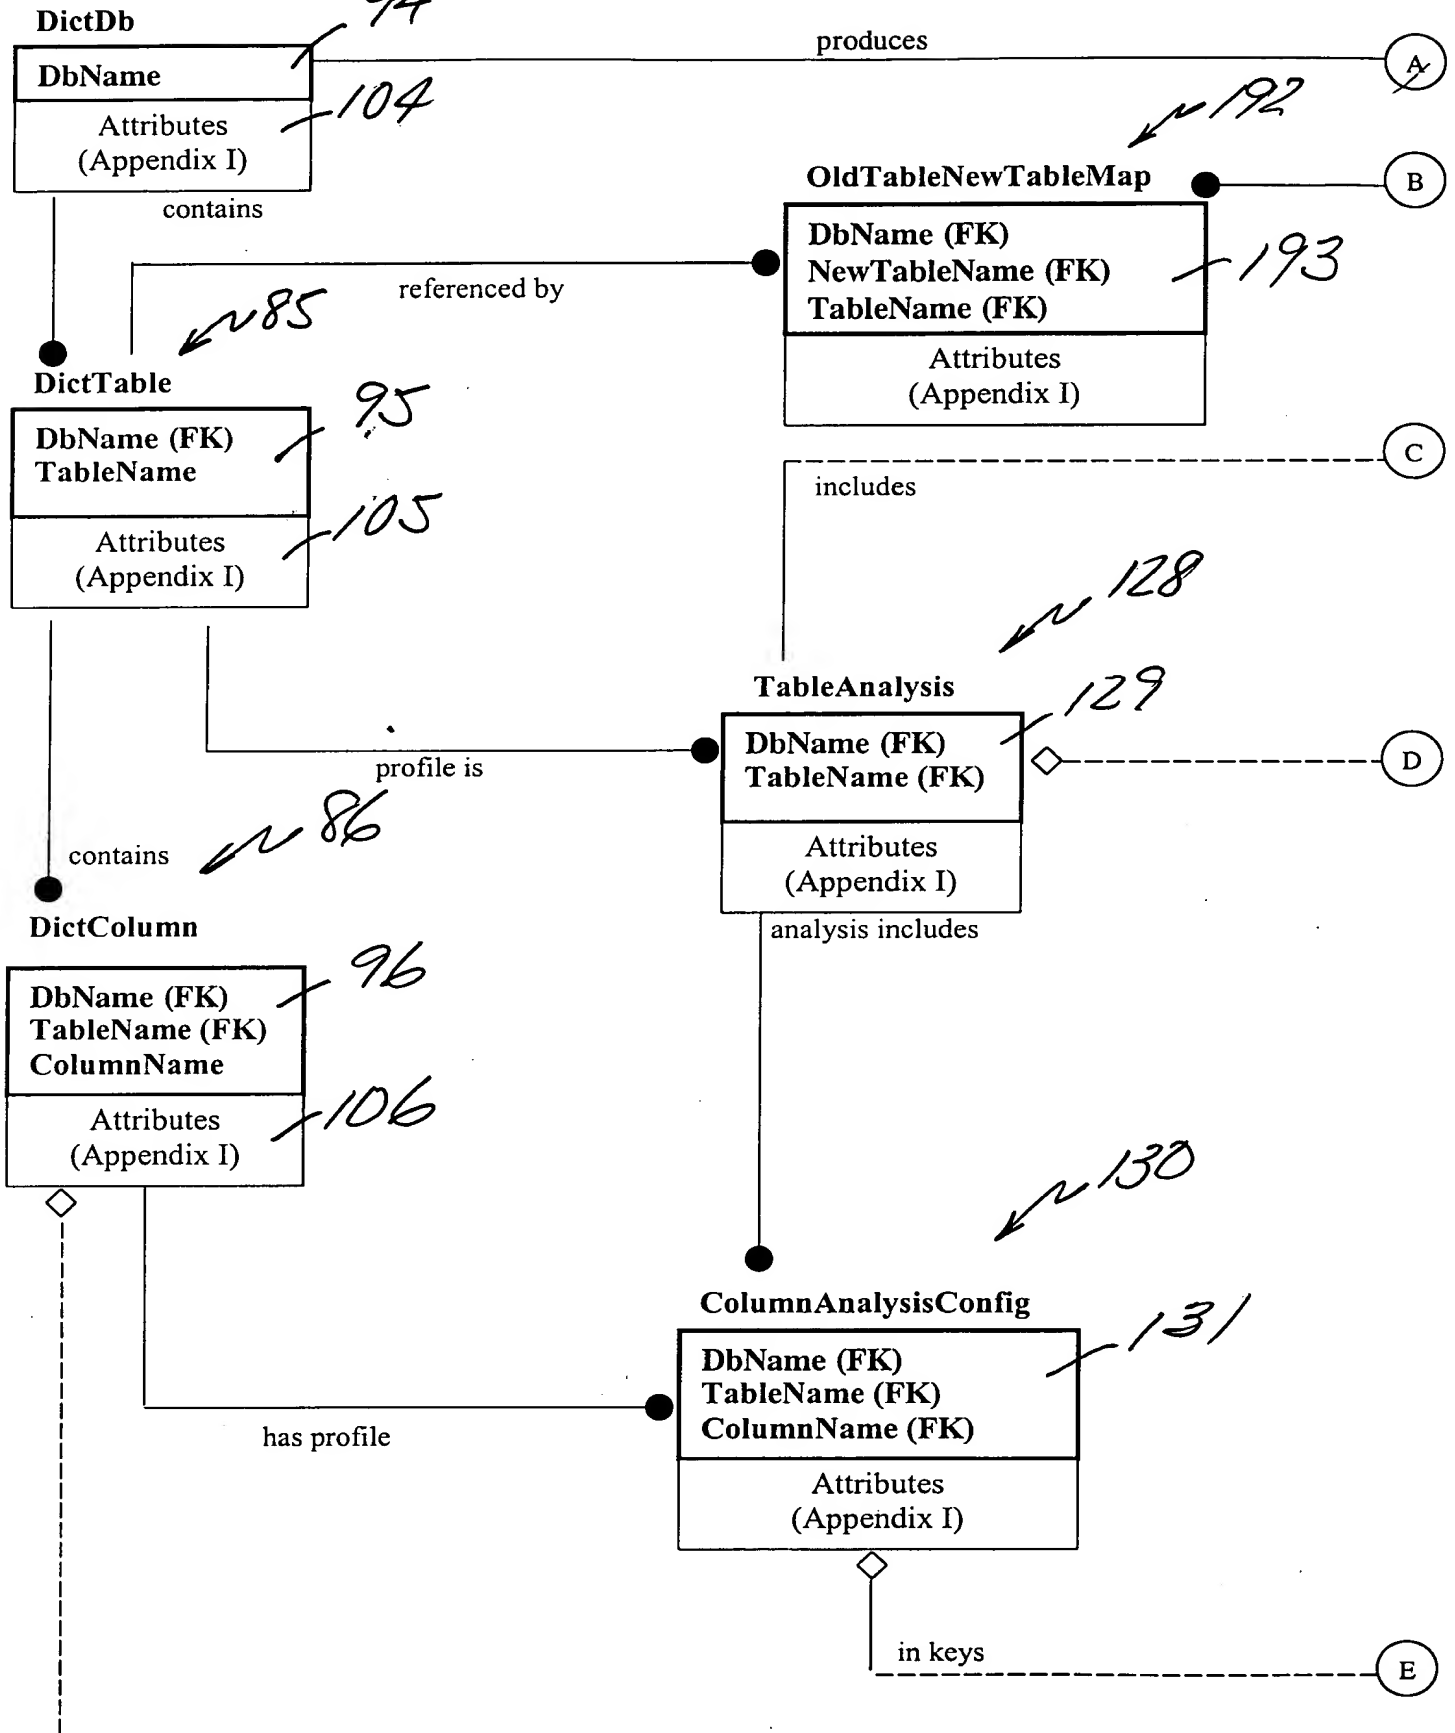 DictDb
94
DbName
produces
A
Attributes
(Appendix I)
104
192
contains
OldTableNewTableMap
B
DbName (FK)
NewTableName (FK)
TableName (FK)
193
referenced by
85
Attributes
(Appendix I)
DictTable
95
DbName (FK)
TableName
C
includes
105
Attributes
(Appendix I)
128
TableAnalysis
129
DbName (FK)
TableName (FK)
D
profile is
86
contains
Attributes
(Appendix I)
DictColumn
analysis includes
96
DbName (FK)
TableName (FK)
ColumnName
106
Attributes
(Appendix I)
130
ColumnAnalysisConfig
131
DbName (FK)
TableName (FK)
ColumnName (FK)
has profile
Attributes
(Appendix I)
in keys
E